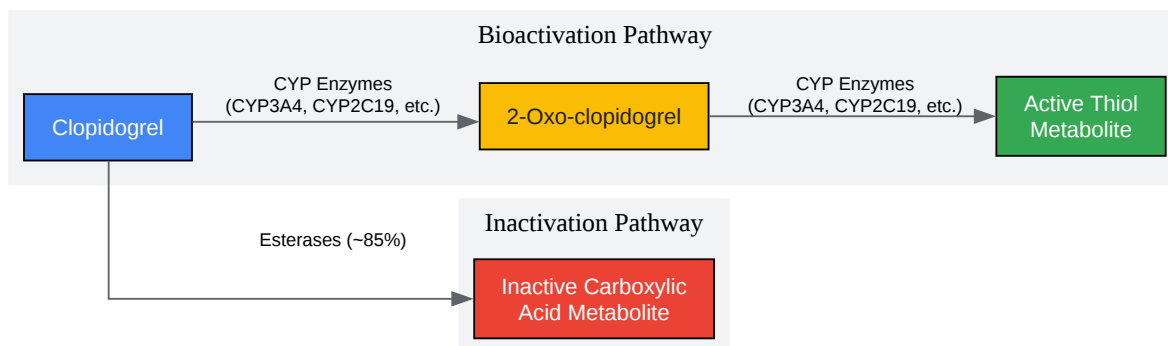 Bioactivation Pathway
CYP Enzymes
(CYP3A4, CYP2C19, etc.)
CYP Enzymes
(CYP3A4, CYP2C19, etc.)
Clopidogrel
2-Oxo-clopidogrel
Active Thiol
Metabolite
Inactivation Pathway
Esterases (~85%)
Inactive Carboxylic
Acid Metabolite